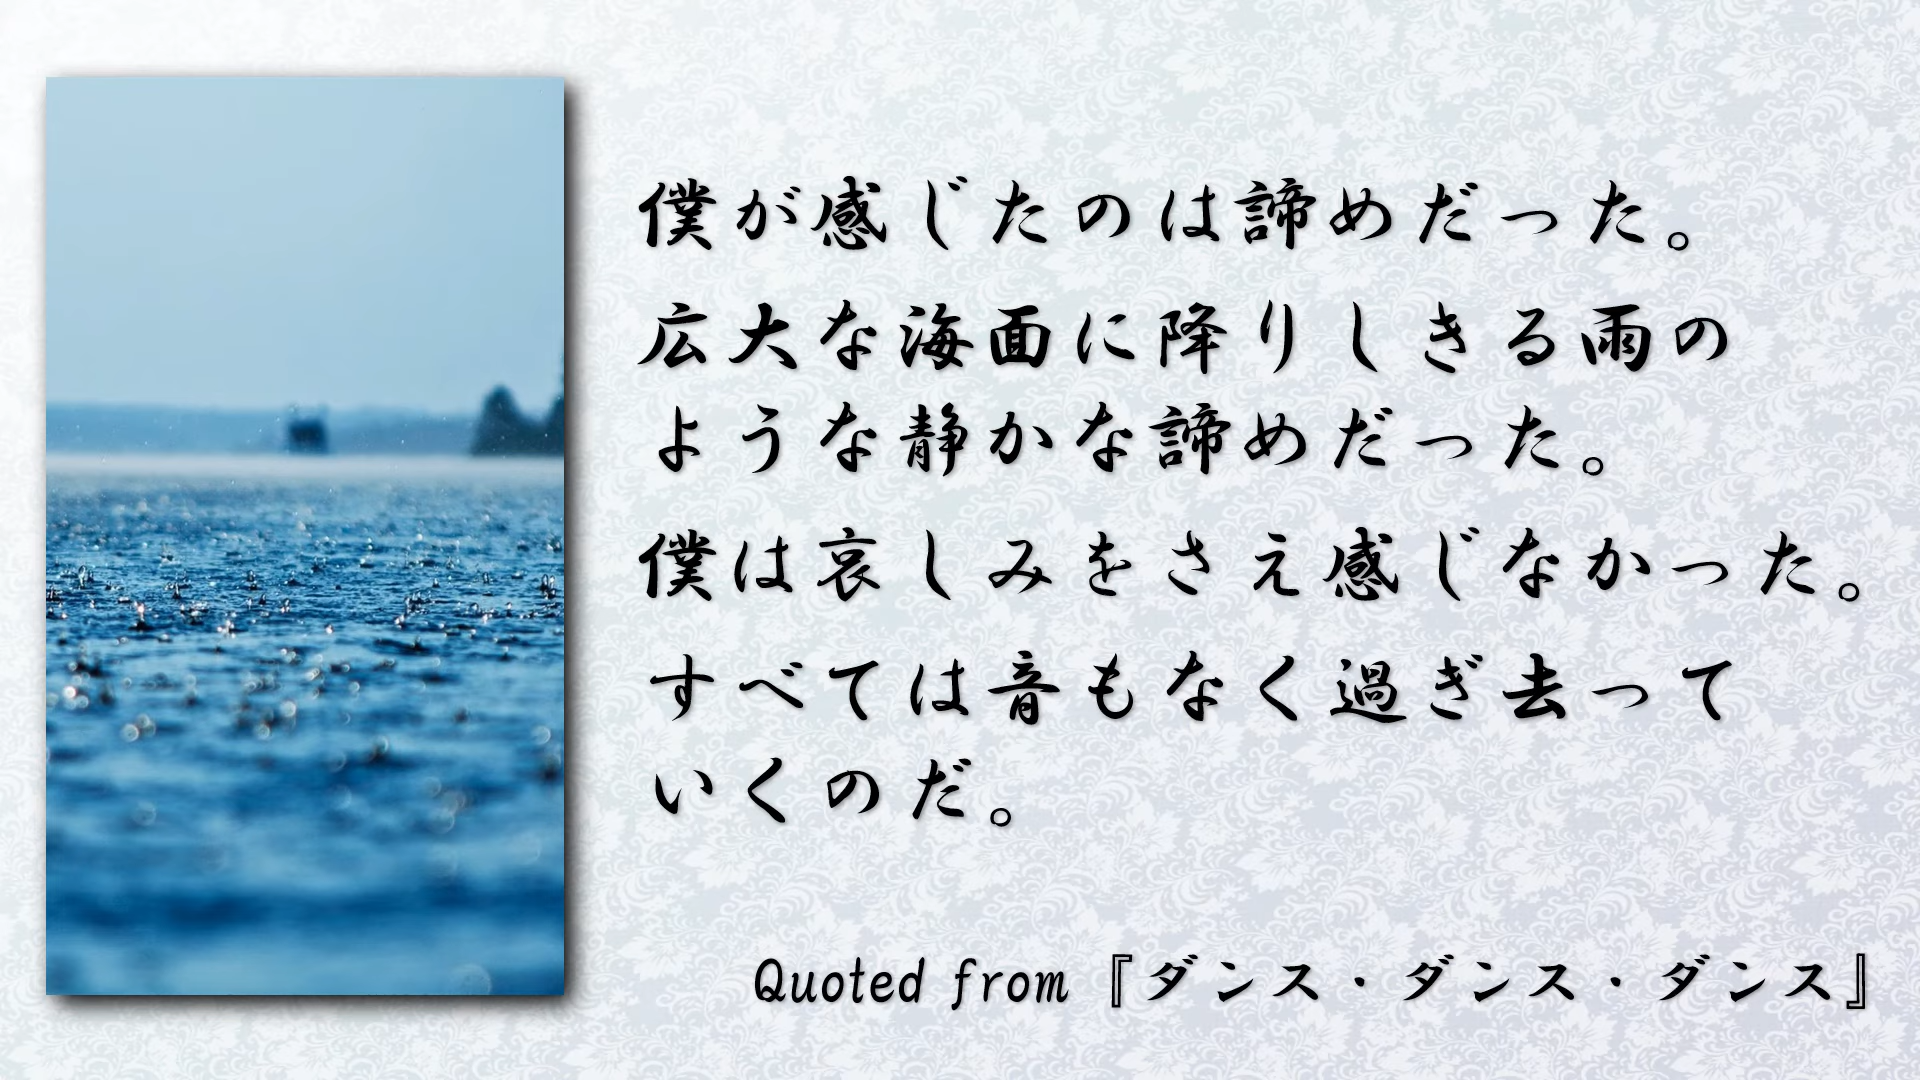 僕が感じたのは諦めだった。
広大な海面に降りしきる雨の
ような静かな諦めだった。
僕は哀しみをさえ感じなかった。
すべては音もなく過ぎ去って
いくのだ。
Quoted from『ダンス・ダンス・ダンス』